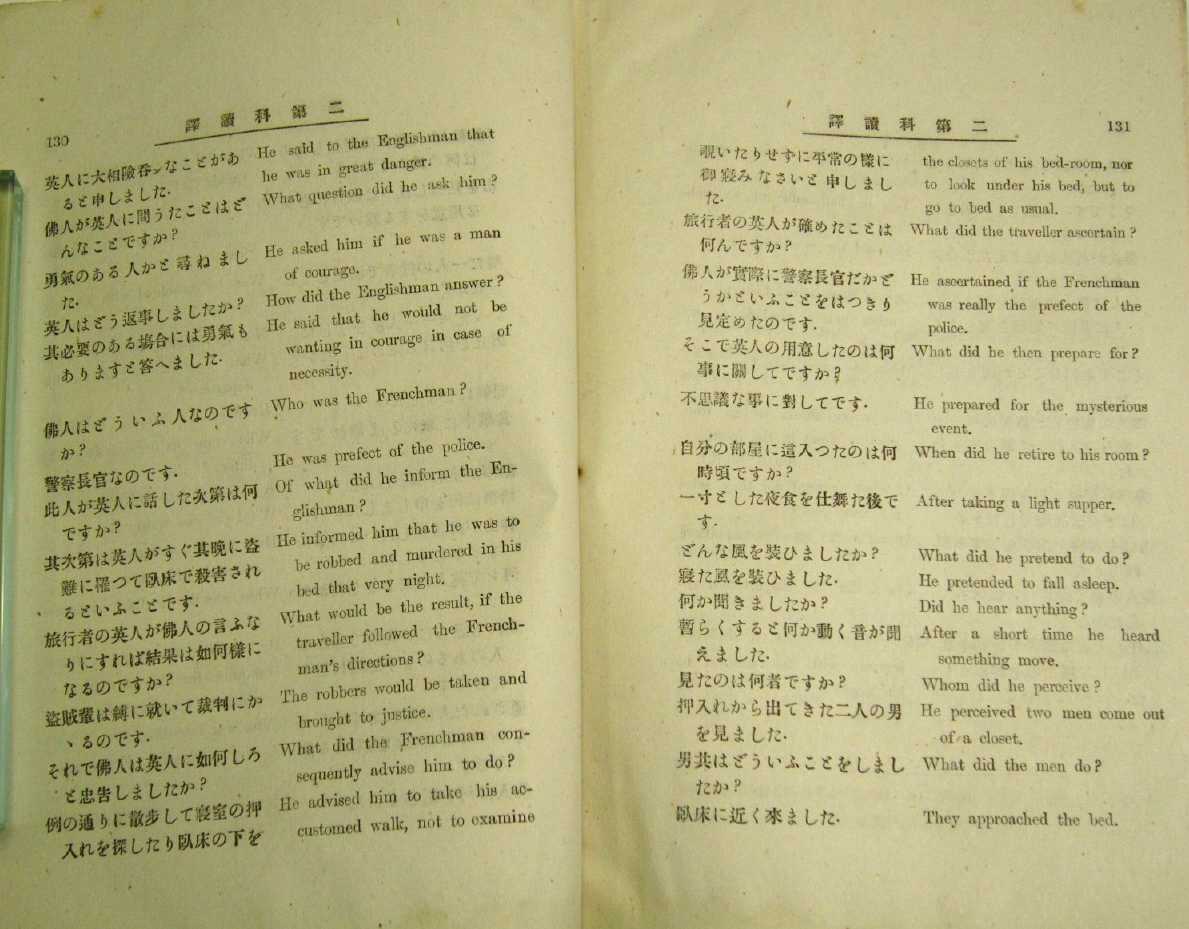 130
二第科讀譯
英人に大相險呑なことがあ
ると申しました.
佛人が英人に問うたことはど
んなことですか?
勇氣のある人かと尋ねまし
た.
英人はどう返事しましたか?
其必要のある塲合には勇氣も
ありますと答へました.
佛人はどういふ人なのです
か?
警察長官なのです.
此人が英人に話した次第は何
ですか?
其次第は英人がすぐ其晩に盜
難に罹つて臥床で殺害され
るといふことです.
旅行者の英人が佛人の言ふな
りにすれば結果は如何樣に
なるのですか?
盜賊輩は縛に就いて裁判にか
ゝるのです.
それで佛人は英人に如何しろ
と忠告しましたか?
例の通りに散步して寢室の押
入れを探したり臥床の下を
He said to the Englishman that
he was in great danger.
What question did he ask him?
He asked him if he was a man
of courage.
How did the Englishman answer?
He said that he would not be
wanting in courage in case of
necessity.
Who was the Frenchman?
He was prefect of the police.
Of what did he inform the En-
glishman?
He informed him that he was to
be robbed and murdered in his
bed that very night.
What would be the result, if the
traveller followed the French-
man's directions?
The robbers would be taken and
brought to justice.
What did the Frenchman con-
sequently advise him to do?
He advised him to take his ac-
customed walk, not to examine
二第科讀譯
131
覗いたりせずに平常の樣に
御寢みなさいと申しまし
た.
旅行者の英人が確めたことは
何んですか?
佛人が實際に警察長官だかど
うかといふことをはつきり
見定めたのです.
そこで英人の用意したのは何
事に關してですか?
不思議な事に對してです.
自分の部屋に這入つたのは何
時頃ですか?
一寸とした夜食を仕舞た後で
す.
どんな風を裝ひましたか?
寢た風を裝ひました.
何か聞きましたか?
暫らくすると何か動く音が聞
えました.
見たのは何者ですか?
押入れから出てきた二人の男
を見ました.
男共はどういふことをしまし
たか?
臥床に近く來ました.
the closets of his bed-room, nor
to look under his bed, but to
go to bed as usual.
What did the traveller ascertain?
He ascertained if the Frenchman
was really the prefect of the
police.
What did he then prepare for?
He prepared for the mysterious
event.
When did he retire to his room?
After taking a light supper.
What did he pretend to do?
He pretended to fall asleep.
Did he hear anything?
After a short time he heard
something move.
Whom did he perceive?
He perceived two men come out
of a closet.
What did the men do?
They approached the bed.